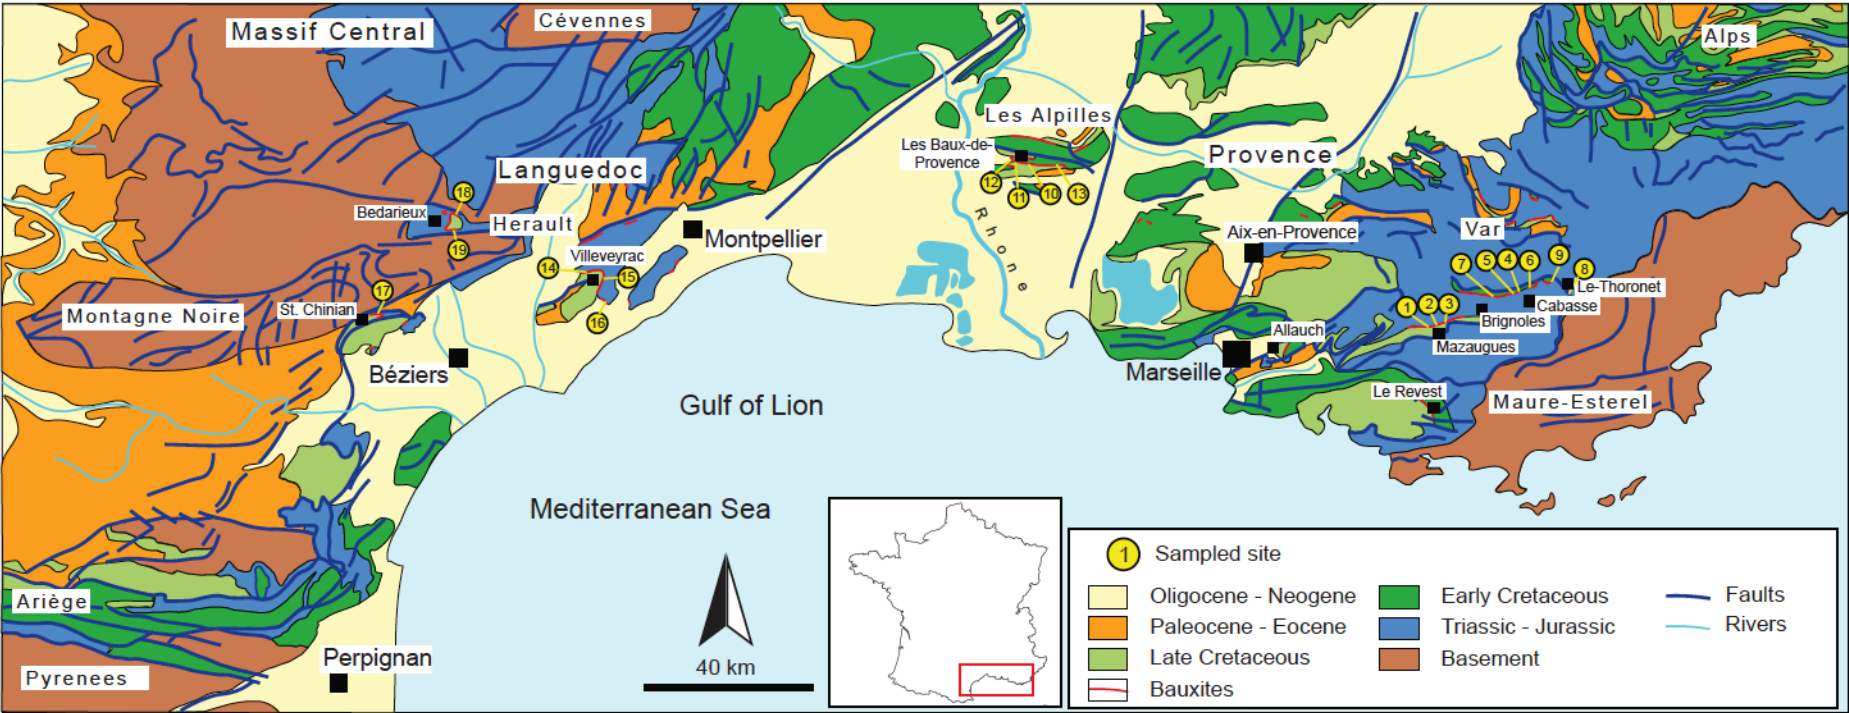 Massif Central
Cévennes
Alps
Les Alpilles
Les Baux-de-
Provence
Provence
Languedoc
12
11
10
13
18
Bedarieux
Herault
19
Montpellier
Rhone
Aix-en-Provence
Var
Villeveyrac
14
15
16
7
5
4
6
9
8
Le-Thoronet
17
St. Chinian
Montagne Noire
1
2
3
Cabasse
Brignoles
Mazaugues
Allauch
Béziers
Marseille
Le Revest
Maure-Esterel
Gulf of Lion
Mediterranean Sea
Ariège
Perpignan
Pyrenees
40 km
1 Sampled site
Oligocene - Neogene
Paleocene - Eocene
Late Cretaceous
Bauxites
Early Cretaceous
Triassic - Jurassic
Basement
Faults
Rivers